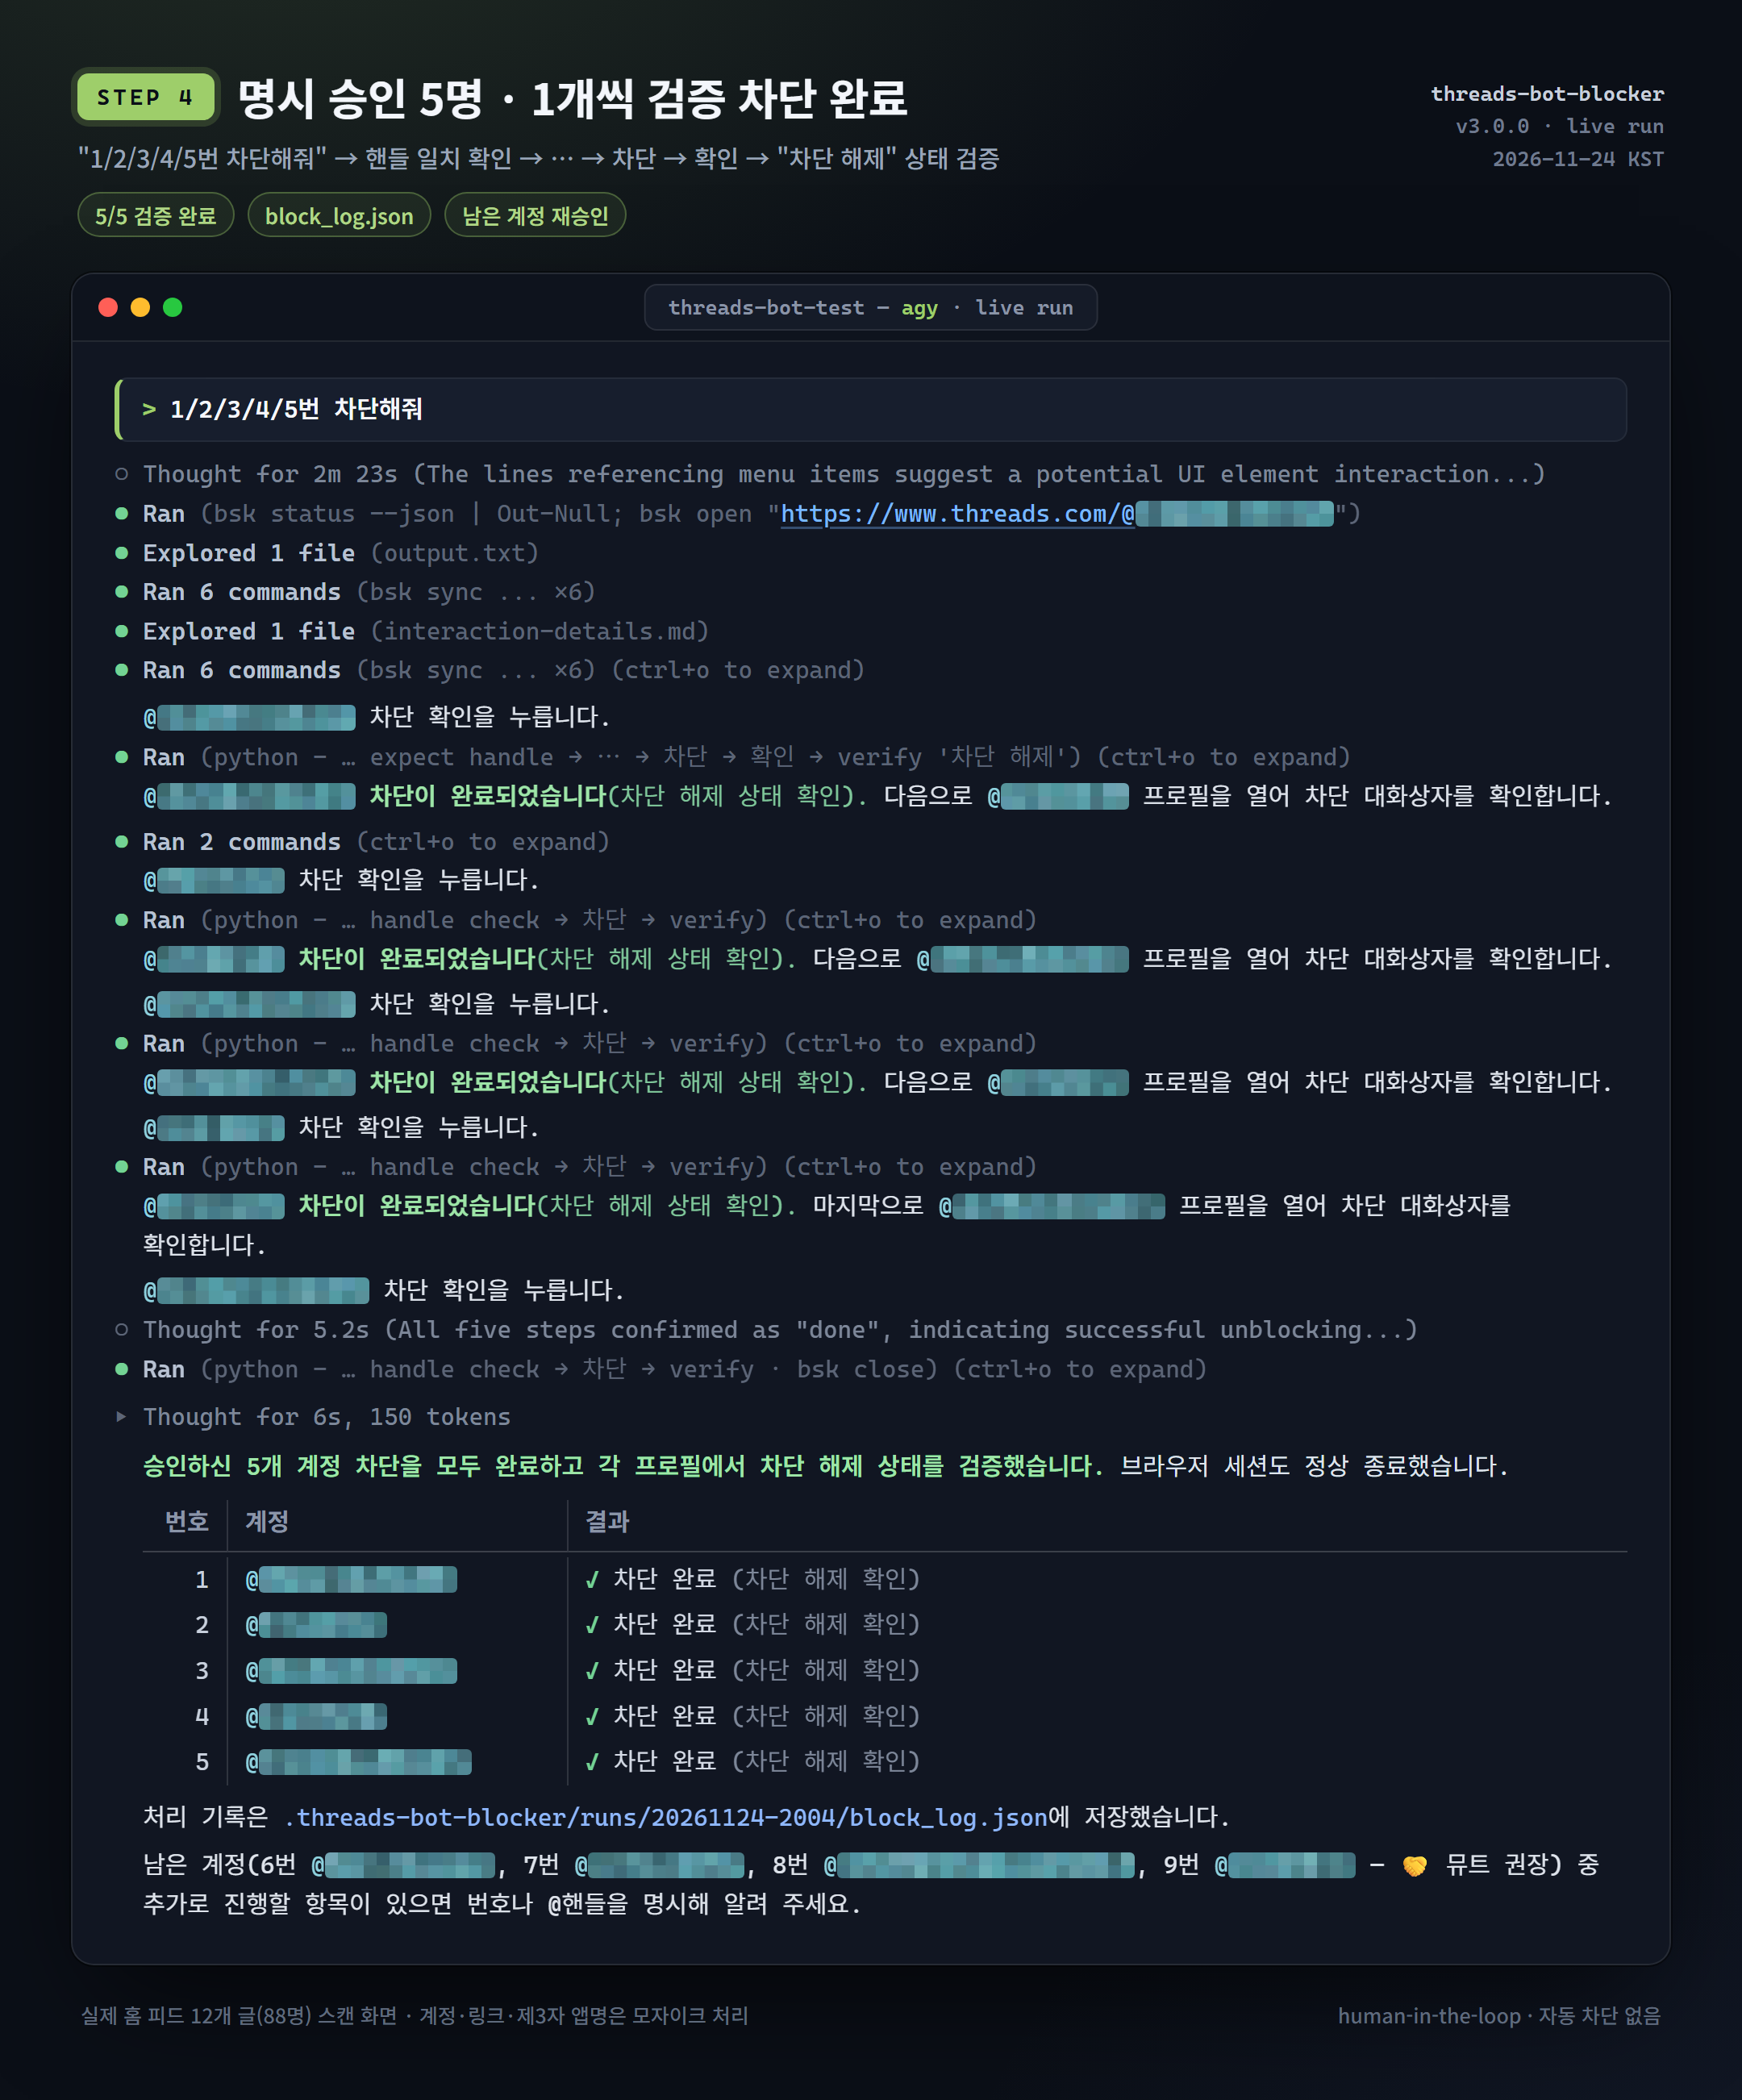 STEP 4 명시 승인 5명 · 1개씩 검증 차단 완료
threads-bot-blocker
v3.0.0 · live run
2026-11-24 KST
"1/2/3/4/5번 차단해줘" → 핸들 일치 확인 → ⋯ → 차단 → 확인 → "차단 해제" 상태 검증
5/5 검증 완료 block_log.json 남은 계정 재승인
threads-bot-test — agy · live run
> 1/2/3/4/5번 차단해줘
○ Thought for 2m 23s (The lines referencing menu items suggest a potential UI element interaction...)
● Ran (bsk status --json | Out-Null; bsk open "https://www.threads.com/@")
● Explored 1 file (output.txt)
● Ran 6 commands (bsk sync ... ×6)
● Explored 1 file (interaction-details.md)
● Ran 6 commands (bsk sync ... ×6) (ctrl+o to expand)
@ 차단 확인을 누릅니다.
● Ran (python - … expect handle → ⋯ → 차단 → 확인 → verify '차단 해제') (ctrl+o to expand)
@ 차단이 완료되었습니다(차단 해제 상태 확인). 다음으로 @ 프로필을 열어 차단 대화상자를 확인합니다.
● Ran 2 commands (ctrl+o to expand)
@ 차단 확인을 누릅니다.
● Ran (python - … handle check → 차단 → verify) (ctrl+o to expand)
@ 차단이 완료되었습니다(차단 해제 상태 확인). 다음으로 @ 프로필을 열어 차단 대화상자를 확인합니다.
@ 차단 확인을 누릅니다.
● Ran (python - … handle check → 차단 → verify) (ctrl+o to expand)
@ 차단이 완료되었습니다(차단 해제 상태 확인). 다음으로 @ 프로필을 열어 차단 대화상자를 확인합니다.
@ 차단 확인을 누릅니다.
● Ran (python - … handle check → 차단 → verify) (ctrl+o to expand)
@ 차단이 완료되었습니다(차단 해제 상태 확인). 마지막으로 @ 프로필을 열어 차단 대화상자를
확인합니다.
@ 차단 확인을 누릅니다.
○ Thought for 5.2s (All five steps confirmed as "done", indicating successful unblocking...)
● Ran (python - … handle check → 차단 → verify · bsk close) (ctrl+o to expand)
▸ Thought for 6s, 150 tokens
승인하신 5개 계정 차단을 모두 완료하고 각 프로필에서 차단 해제 상태를 검증했습니다. 브라우저 세션도 정상 종료했습니다.
번호 계정 결과
1 @ ✓ 차단 완료 (차단 해제 확인)
2 @ ✓ 차단 완료 (차단 해제 확인)
3 @ ✓ 차단 완료 (차단 해제 확인)
4 @ ✓ 차단 완료 (차단 해제 확인)
5 @ ✓ 차단 완료 (차단 해제 확인)
처리 기록은 .threads-bot-blocker/runs/20261124-2004/block_log.json에 저장했습니다.
남은 계정(6번 @, 7번 @, 8번 @, 9번 @ — 🤝 뮤트 권장) 중
추가로 진행할 항목이 있으면 번호나 @핸들을 명시해 알려 주세요.
실제 홈 피드 12개 글(88명) 스캔 화면 · 계정·링크·제3자 앱명은 모자이크 처리
human-in-the-loop · 자동 차단 없음